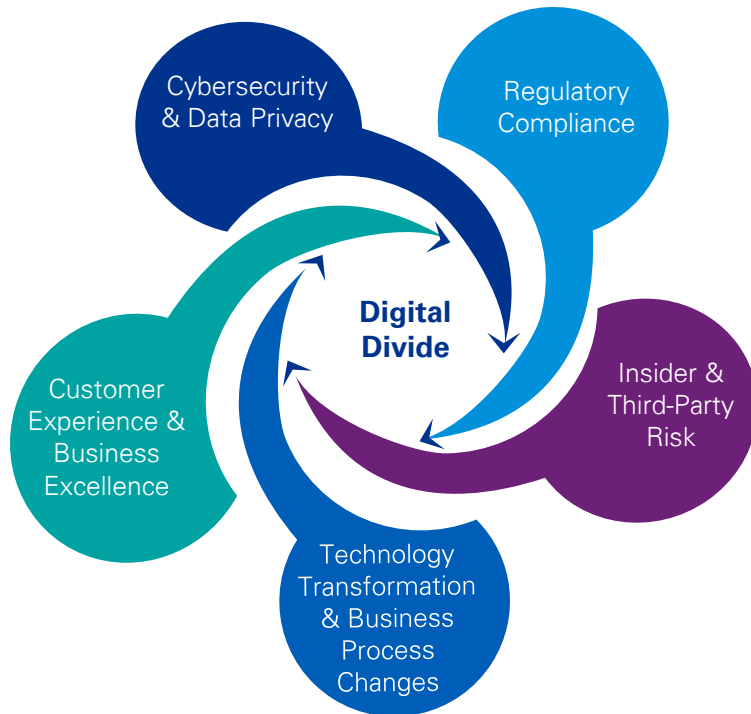 Cybersecurity
& Data Privacy
Regulatory
Compliance
Digital
Divide
Insider &
Third-Party
Risk
Customer
Experience &
Business
Excellence
Technology
Transformation
& Business
Process
Changes